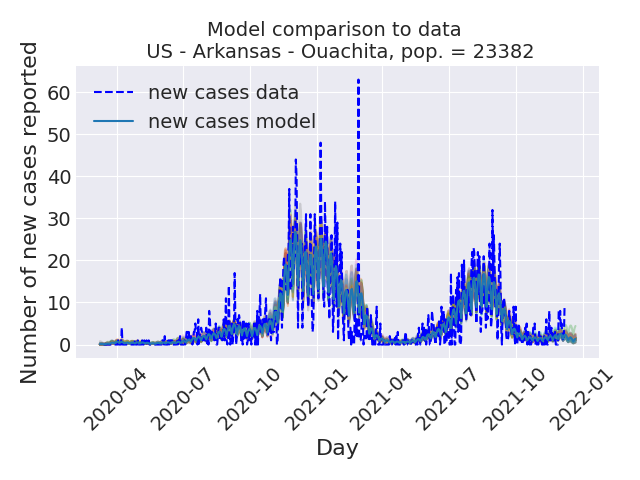 Model comparison to data
US - Arkansas - Ouachita, pop. = 23382
Number of new cases reported
60
50
40
30
20
10
0
new cases data
new cases model
2020-04
2020-07
2020-10
2021-01
2021-04
2021-07
2021-10
2022-01
Day